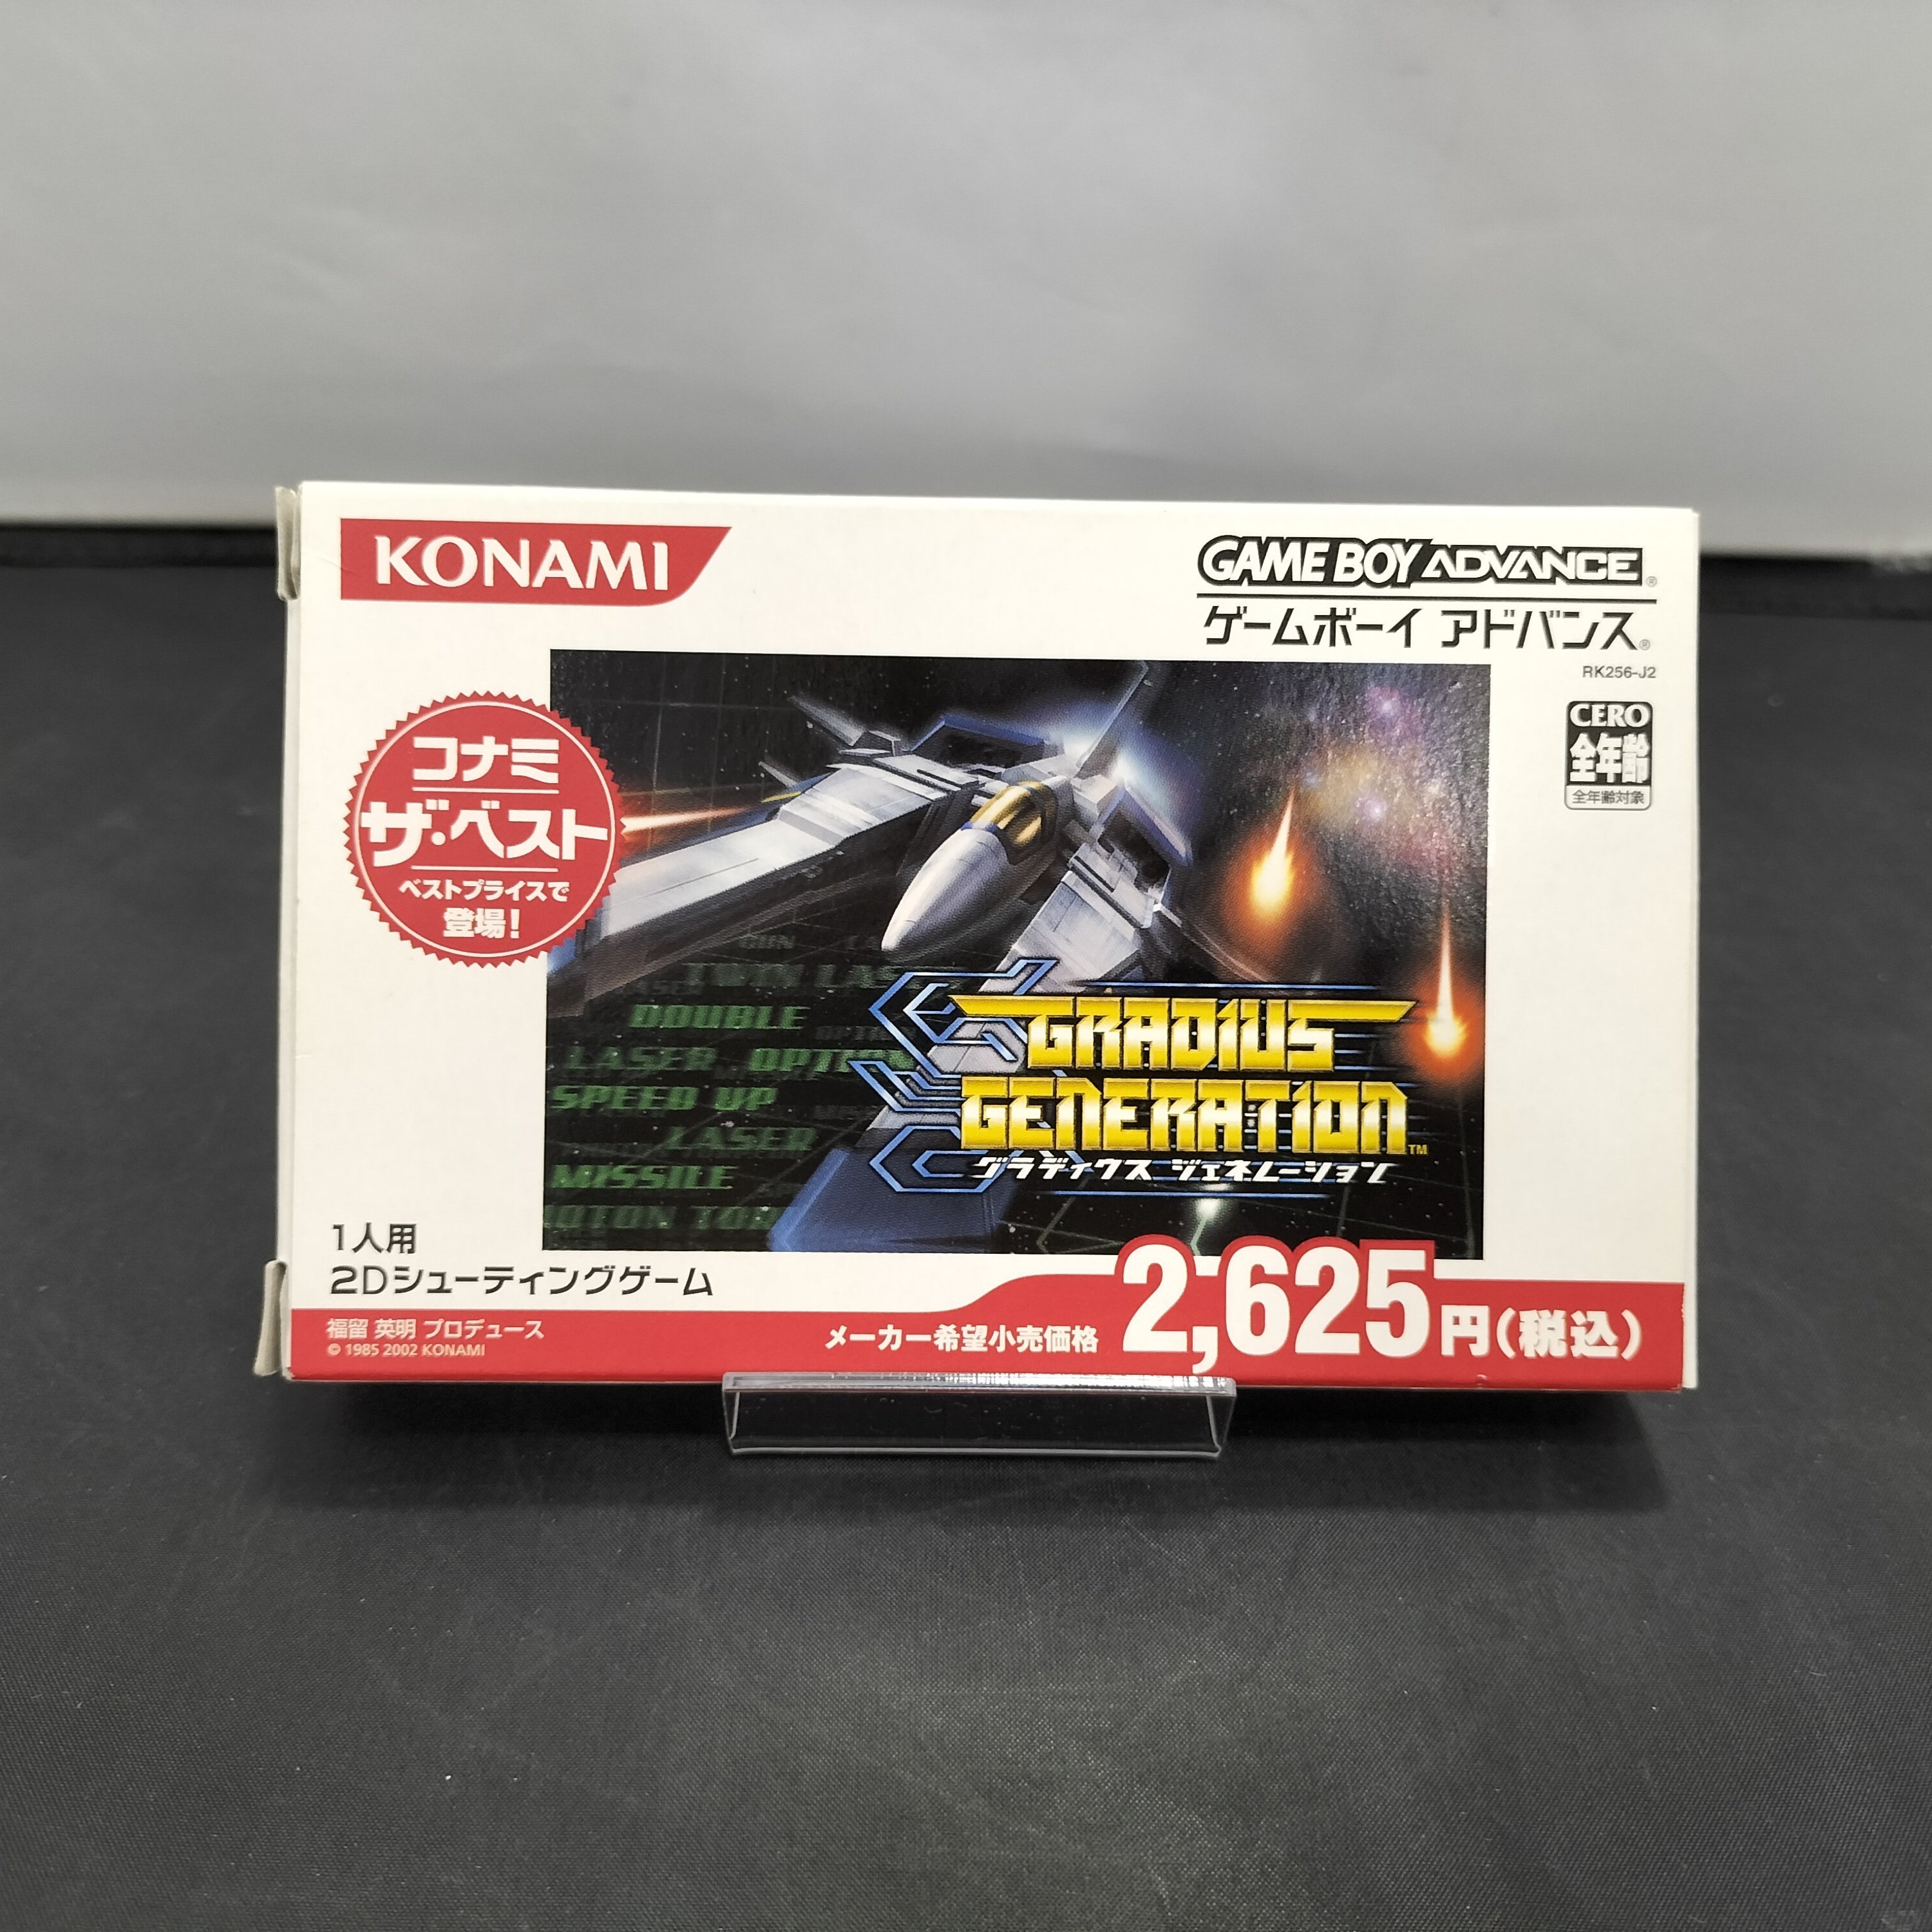 KONAMI
GAME BOY ADVANCE®
ゲームボーイ アドバンス®
RK256-J2
CERO
全年齢
全年齢対象
コナミ
ザ・ベスト
ベストプライスで
登場!
TWIN LAS
DOUBLE
LASER OPTION
SPEED UP
LASER
MISSILE
GRADIUS
GENERATION™
グラディウス ジェネレーション
1人用
2Dシューティングゲーム
福留 英明 プロデュース
© 1985 2002 KONAMI
メーカー希望小売価格 2,625円(税込)